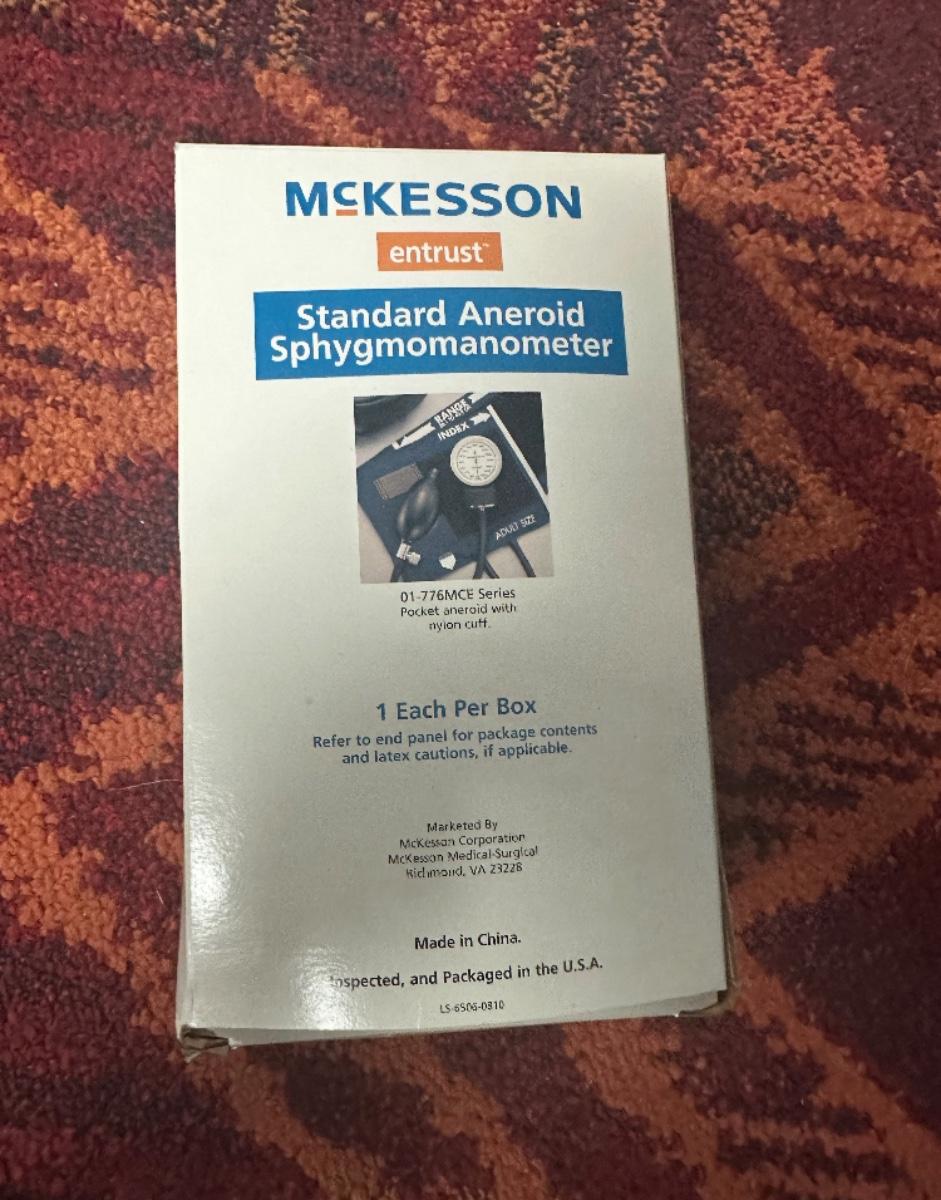 McKESSON
entrust™
Standard Aneroid
Sphygmomanometer
RANGE
INDEX
ADULT SIZE
01-776MCE Series
Pocket aneroid with
nylon cuff.
1 Each Per Box
Refer to end panel for package contents
and latex cautions, if applicable.
Marketed By
McKesson Corporation
McKesson Medical-Surgical
Richmond, VA 23228
Made in China.
Inspected, and Packaged in the U.S.A.
LS-6506-0810